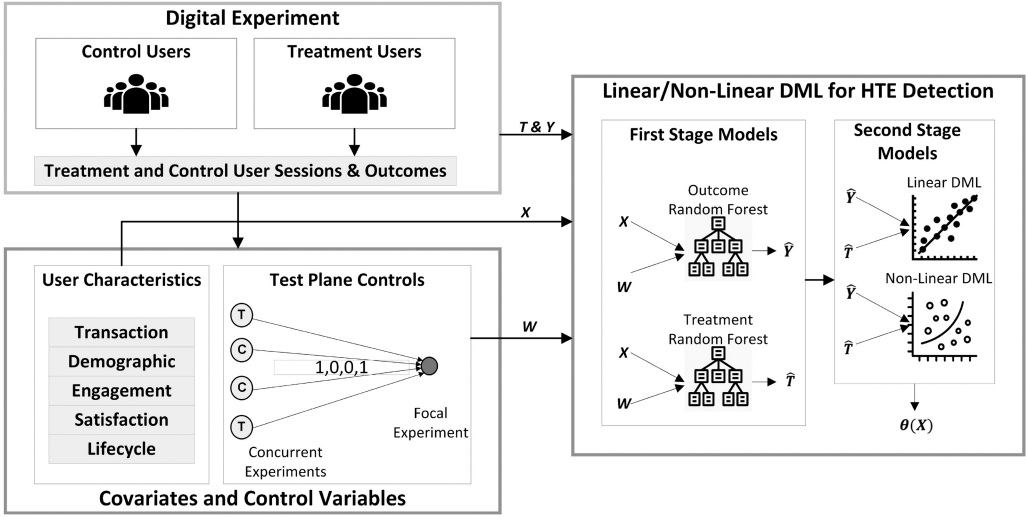 Digital Experiment
Control Users
Treatment Users
Treatment and Control User Sessions & Outcomes
T & Y
X
W
User Characteristics
Transaction
Demographic
Engagement
Satisfaction
Lifecycle
Test Plane Controls
T
C
C
T
1,0,0,1
Concurrent
Experiments
Focal
Experiment
Covariates and Control Variables
Linear/Non-Linear DML for HTE Detection
First Stage Models
Outcome
Random Forest
X
W
Ŷ
Treatment
Random Forest
X
W
T̂
Second Stage
Models
Linear DML
Ŷ
T̂
Non-Linear DML
Ŷ
T̂
θ(X)